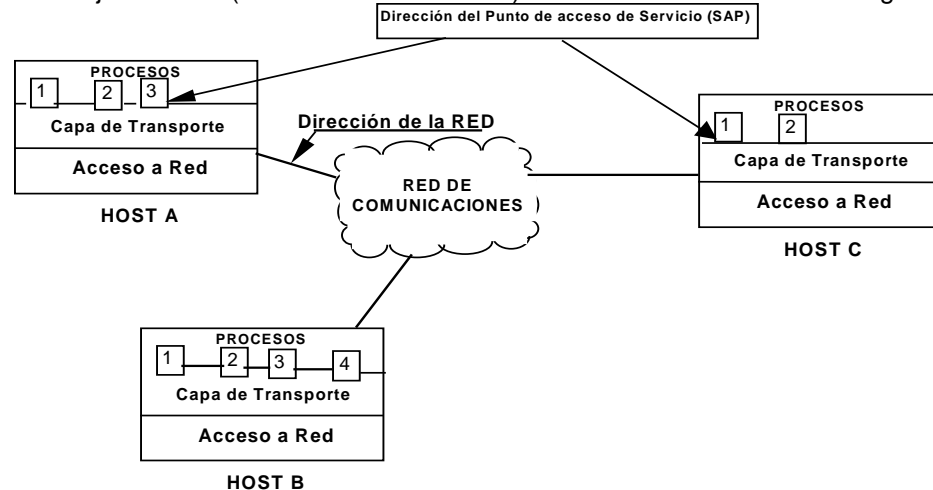 Dirección del Punto de acceso de Servicio (SAP)
PROCESOS
1 2 3
Capa de Transporte
Acceso a Red
HOST A
Dirección de la RED
RED DE
COMUNICACIONES
PROCESOS
1 2
Capa de Transporte
Acceso a Red
HOST C
PROCESOS
1 2 3 4
Capa de Transporte
Acceso a Red
HOST B